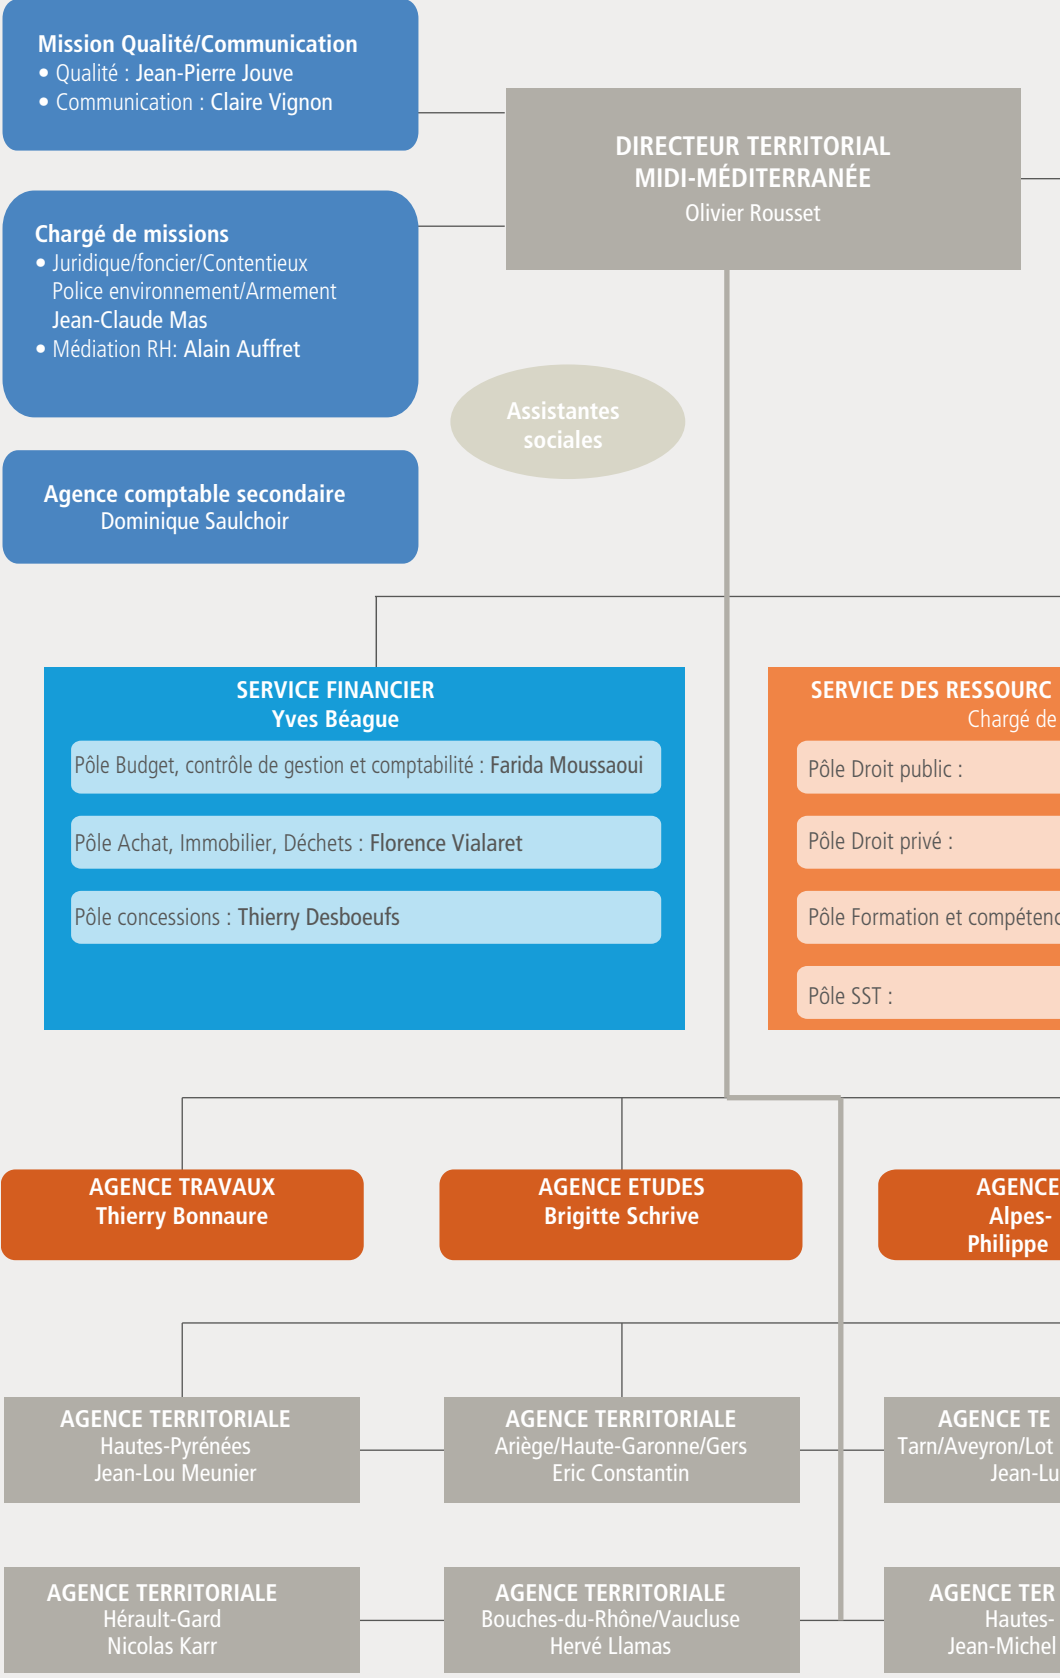 Mission Qualité/Communication
• Qualité : Jean-Pierre Jouve
• Communication : Claire Vignon
DIRECTEUR TERRITORIAL
MIDI-MÉDITERRANÉE
Olivier Rousset
Chargé de missions
• Juridique/foncier/Contentieux
Police environnement/Armement
Jean-Claude Mas
• Médiation RH: Alain Auffret
Assistantes
sociales
Agence comptable secondaire
Dominique Saulchoir
SERVICE FINANCIER
Yves Béague
Pôle Budget, contrôle de gestion et comptabilité : Farida Moussaoui
Pôle Achat, Immobilier, Déchets : Florence Vialaret
Pôle concessions : Thierry Desboeufs
SERVICE DES RESSOURC
Chargé de
Pôle Droit public :
Pôle Droit privé :
Pôle Formation et compétenc
Pôle SST :
AGENCE TRAVAUX
Thierry Bonnaure
AGENCE ETUDES
Brigitte Schrive
AGENCE
Alpes-
Philippe
AGENCE TERRITORIALE
Hautes-Pyrénées
Jean-Lou Meunier
AGENCE TERRITORIALE
Ariège/Haute-Garonne/Gers
Eric Constantin
AGENCE TE
Tarn/Aveyron/Lot
Jean-Lu
AGENCE TERRITORIALE
Hérault-Gard
Nicolas Karr
AGENCE TERRITORIALE
Bouches-du-Rhône/Vaucluse
Hervé Llamas
AGENCE TER
Hautes-
Jean-Michel